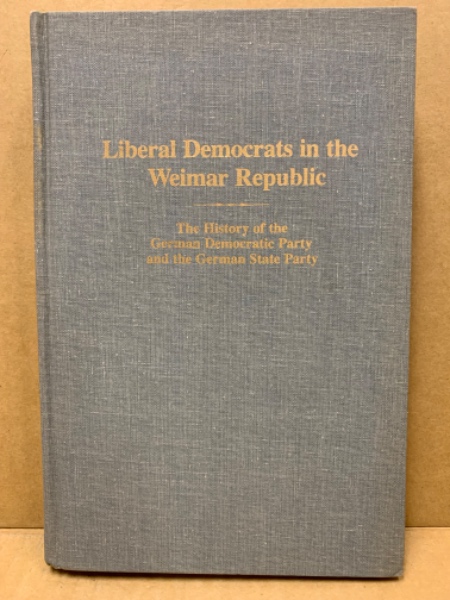 Liberal Democrats in the
Weimar Republic
The History of the
German Democratic Party
and the German State Party